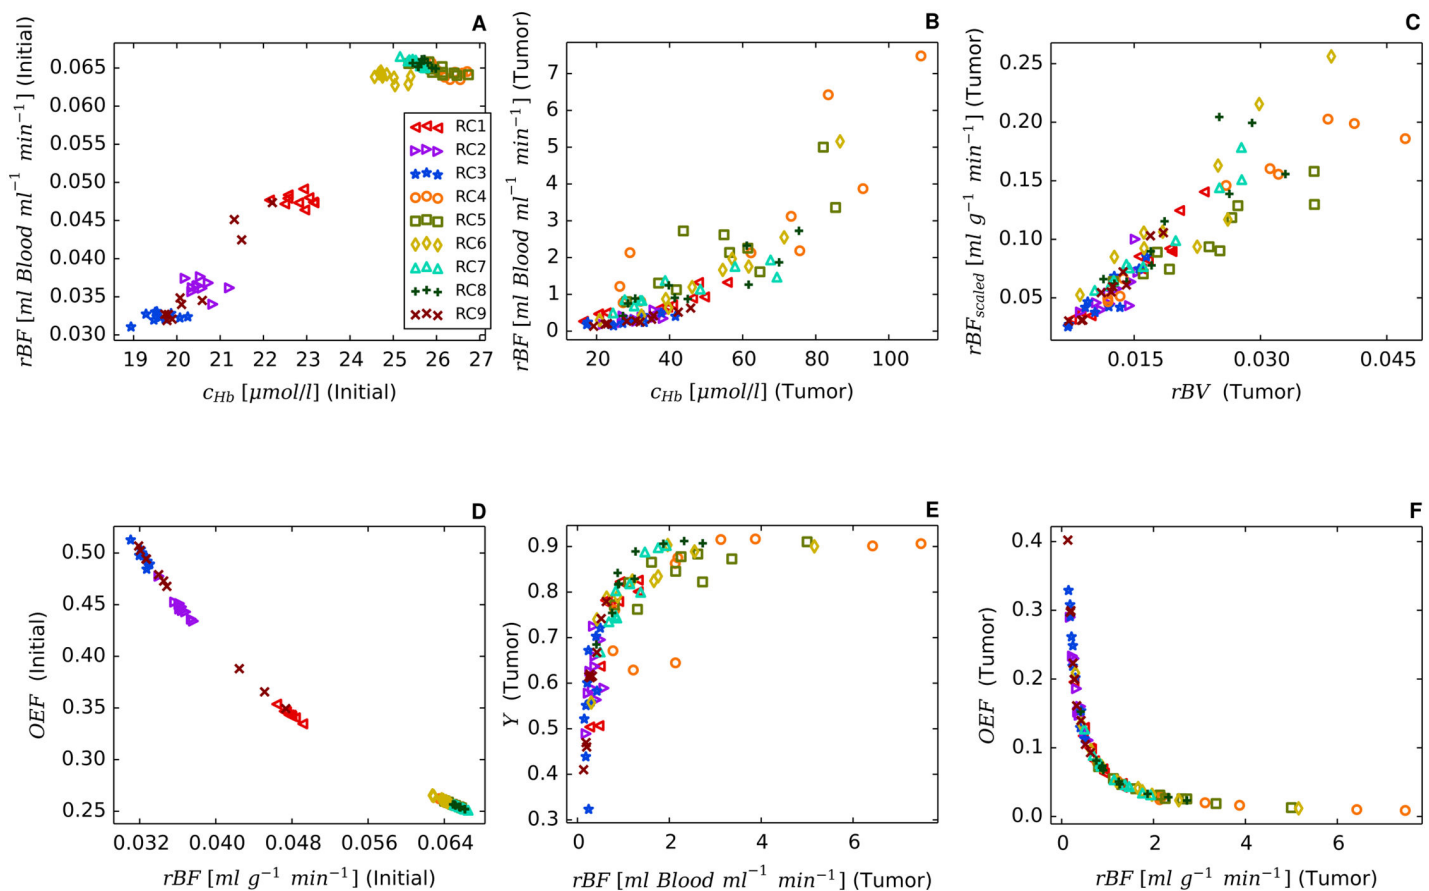 A
rBF [ml Blood ml⁻¹ min⁻¹] (Initial)
0.065
0.060
0.055
0.050
0.045
0.040
0.035
0.030
19 20 21 22 23 24 25 26 27
c_Hb [μmol/l] (Initial)
RC1
RC2
RC3
RC4
RC5
RC6
RC7
RC8
RC9
B
rBF [ml Blood ml⁻¹ min⁻¹] (Tumor)
7
6
5
4
3
2
1
0
20 40 60 80 100
c_Hb [μmol/l] (Tumor)
C
rBF_scaled [ml g⁻¹ min⁻¹] (Tumor)
0.25
0.20
0.15
0.10
0.05
0.015 0.030 0.045
rBV (Tumor)
D
OEF (Initial)
0.50
0.45
0.40
0.35
0.30
0.25
0.032 0.040 0.048 0.056 0.064
rBF [ml g⁻¹ min⁻¹] (Initial)
E
Y (Tumor)
0.9
0.8
0.7
0.6
0.5
0.4
0.3
0 2 4 6
rBF [ml Blood ml⁻¹ min⁻¹] (Tumor)
F
OEF (Tumor)
0.4
0.3
0.2
0.1
0.0
0 2 4 6
rBF [ml g⁻¹ min⁻¹] (Tumor)